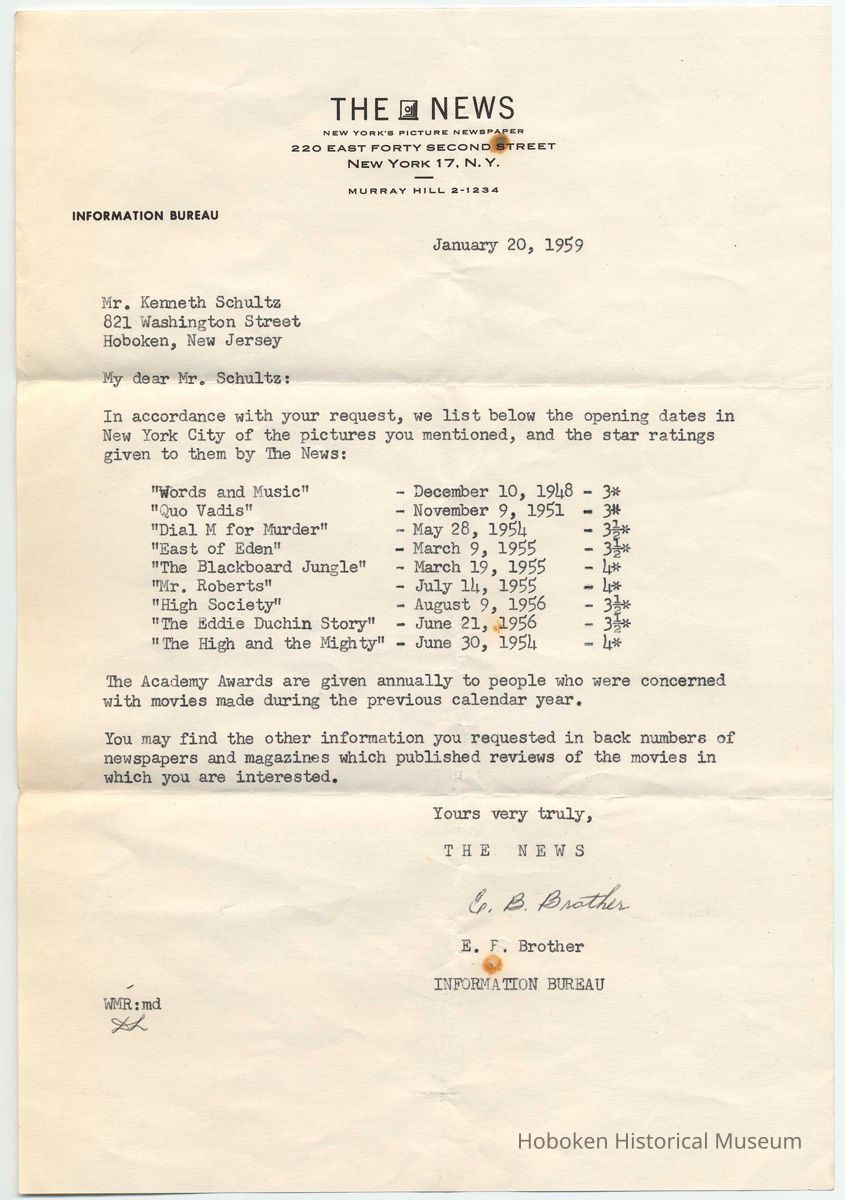 THE NEWS
NEW YORK'S PICTURE NEWSPAPER
220 EAST FORTY SECOND STREET
NEW YORK 17, N.Y.
MURRAY HILL 2-1234
INFORMATION BUREAU
January 20, 1959
Mr. Kenneth Schultz
821 Washington Street
Hoboken, New Jersey
My dear Mr. Schultz:
In accordance with your request, we list below the opening dates in
New York City of the pictures you mentioned, and the star ratings
given to them by The News:
"Words and Music" - December 10, 1948 - 3*
"Quo Vadis" - November 9, 1951 - 3*
"Dial M for Murder" - May 28, 1954 - 3½*
"East of Eden" - March 9, 1955 - 3½*
"The Blackboard Jungle" - March 19, 1955 - 4*
"Mr. Roberts" - July 14, 1955 - 4*
"High Society" - August 9, 1956 - 3½*
"The Eddie Duchin Story" - June 21, 1956 - 3½*
"The High and the Mighty" - June 30, 1954 - 4*
The Academy Awards are given annually to people who were concerned
with movies made during the previous calendar year.
You may find the other information you requested in back numbers of
newspapers and magazines which published reviews of the movies in
which you are interested.
Yours very truly,
THE NEWS
E. B. Brother
E. Brother
INFORMATION BUREAU
WMR:md
Hoboken Historical Museum